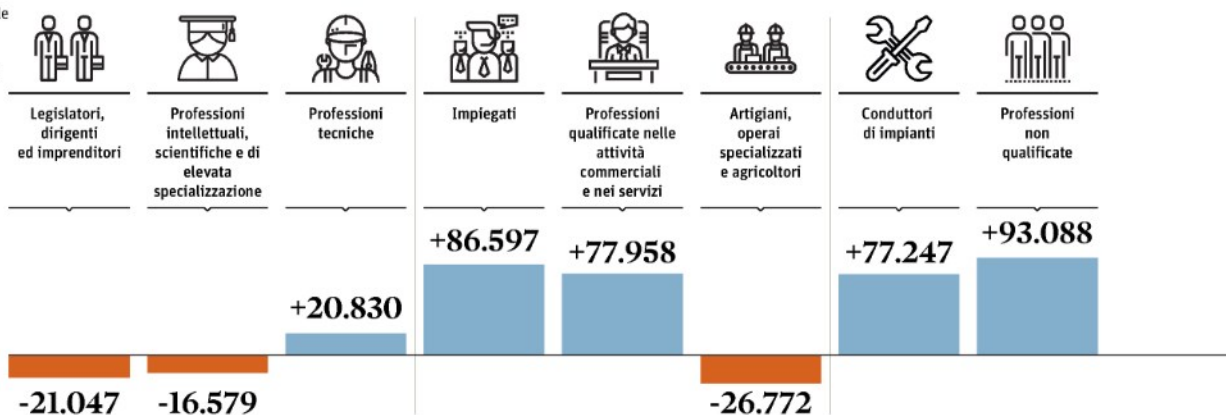 Legislatori,
dirigenti
ed imprenditori
Professioni
intellettuali,
scientifiche e di
elevata
specializzazione
Professioni
tecniche
Impiegati
Professioni
qualificate nelle
attività
commerciali
e nei servizi
Artigiani,
operai
specializzati
e agricoltori
Conduttori
di impianti
Professioni
non
qualificate
-21.047
-16.579
+20.830
+86.597
+77.958
-26.772
+77.247
+93.088